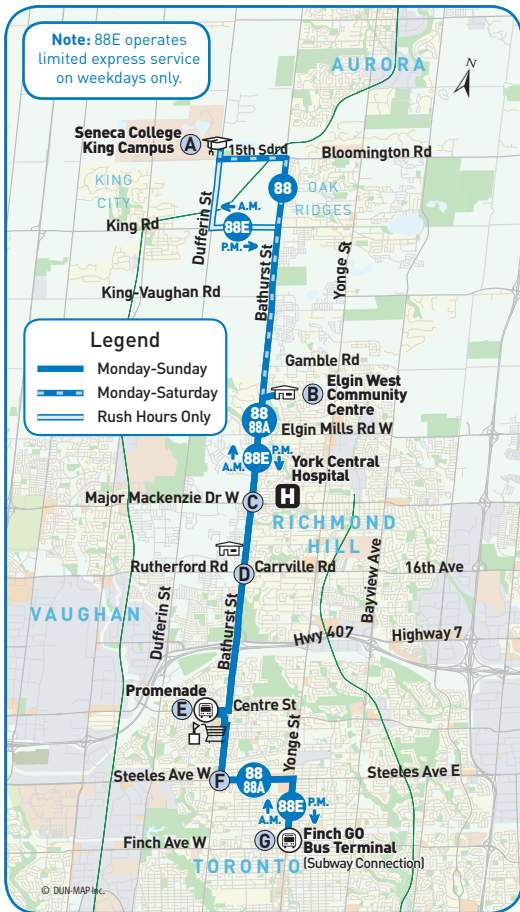 Note: 88E operates
limited express service
on weekdays only.
AURORA
N
Seneca College
King Campus
A
15th Sdrd
Bloomington Rd
88
KING
CITY
OAK
RIDGES
Dufferin St
A.M.
King Rd
88E
P.M.
Bathurst St
Yonge St
King-Vaughan Rd
Legend
Monday-Sunday
Monday-Saturday
Rush Hours Only
Gamble Rd
B
Elgin West
Community
Centre
88
88A
Elgin Mills Rd W
88E
A.M.
P.M.
York Central
Hospital
H
Major Mackenzie Dr W
C
RICHMOND
HILL
Rutherford Rd
D
Carrville Rd
16th Ave
Bayview Ave
VAUGHAN
Dufferin St
Bathurst St
Hwy 407
Highway 7
Promenade
E
Centre St
Yonge St
Steeles Ave W
F
88
88A
Steeles Ave E
88E
A.M.
P.M.
Finch Ave W
G
Finch GO
Bus Terminal
(Subway Connection)
TORONTO
© DUN-MAP Inc.